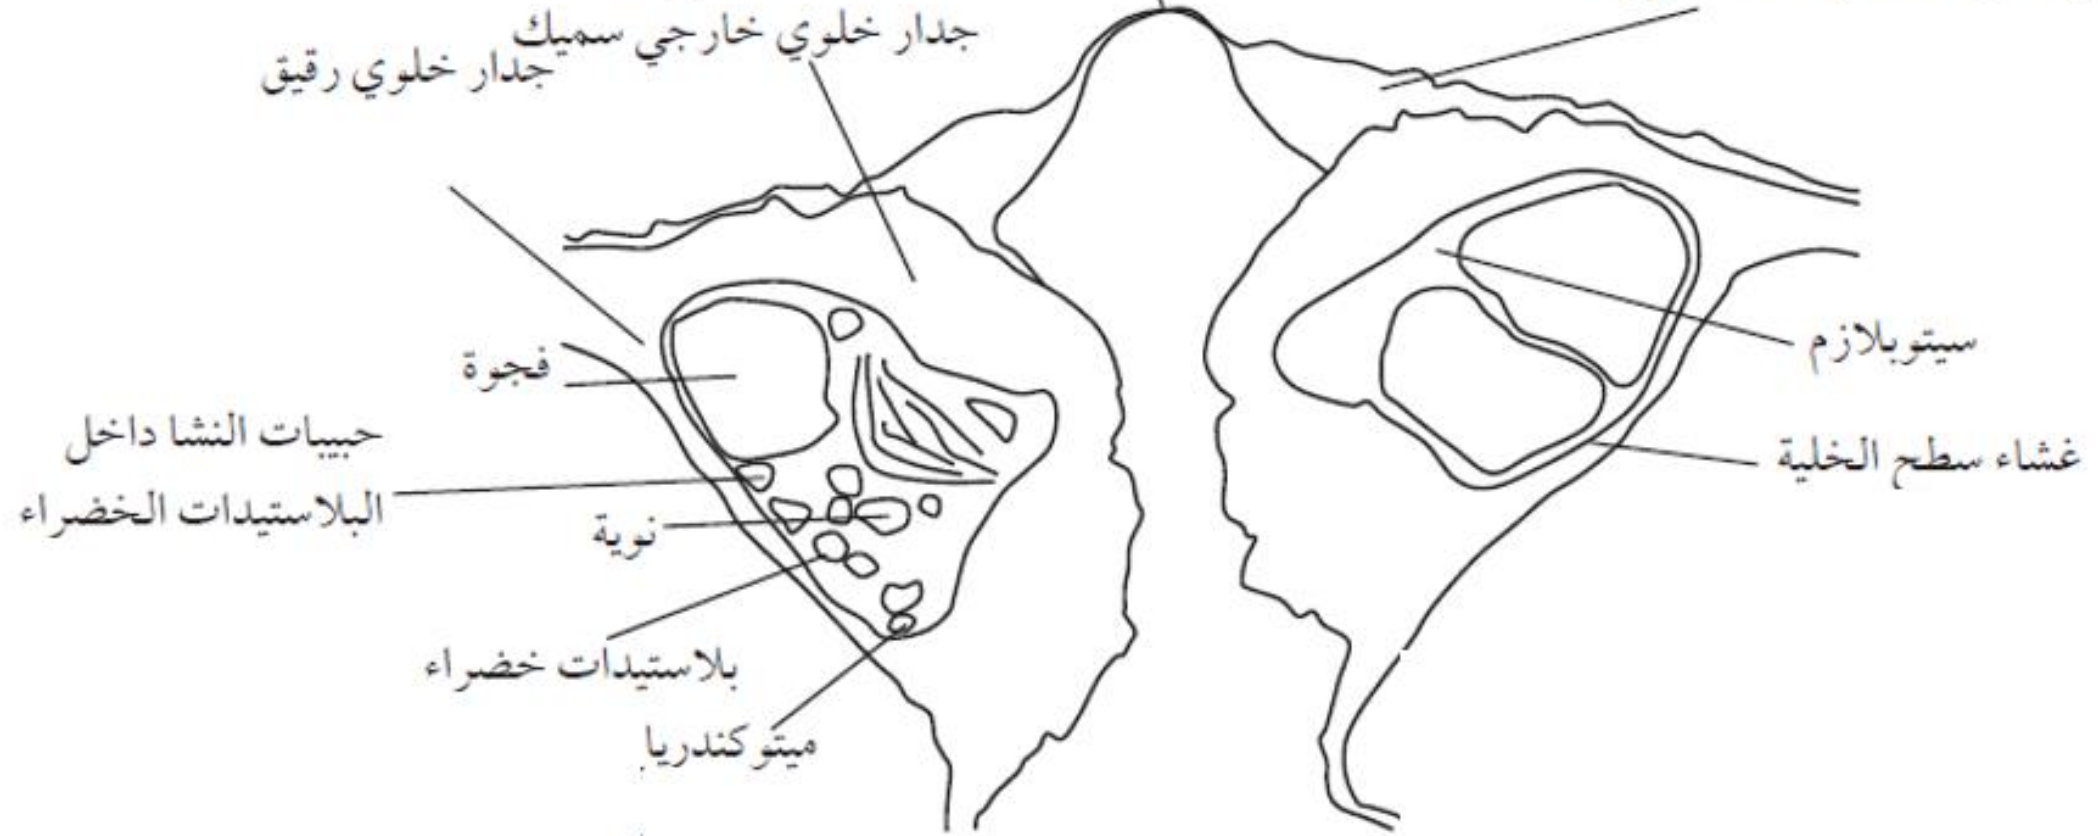 جدار خلوي خارجي سميك
جدار خلوي رقيق
فجوة
سيتوبلازم
حبيبات النشا داخل
البلاستيدات الخضراء
غشاء سطح الخلية
نوية
بلاستيدات خضراء
ميتوكندريا